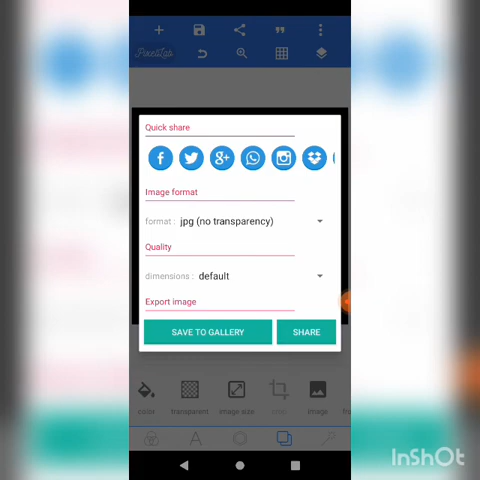 PixelLab
Quick share
Image format
format : jpg (no transparency)
Quality
dimensions : default
Export image
SAVE TO GALLERY
SHARE
color
transparent
image size
crop
image
fra
InShOt